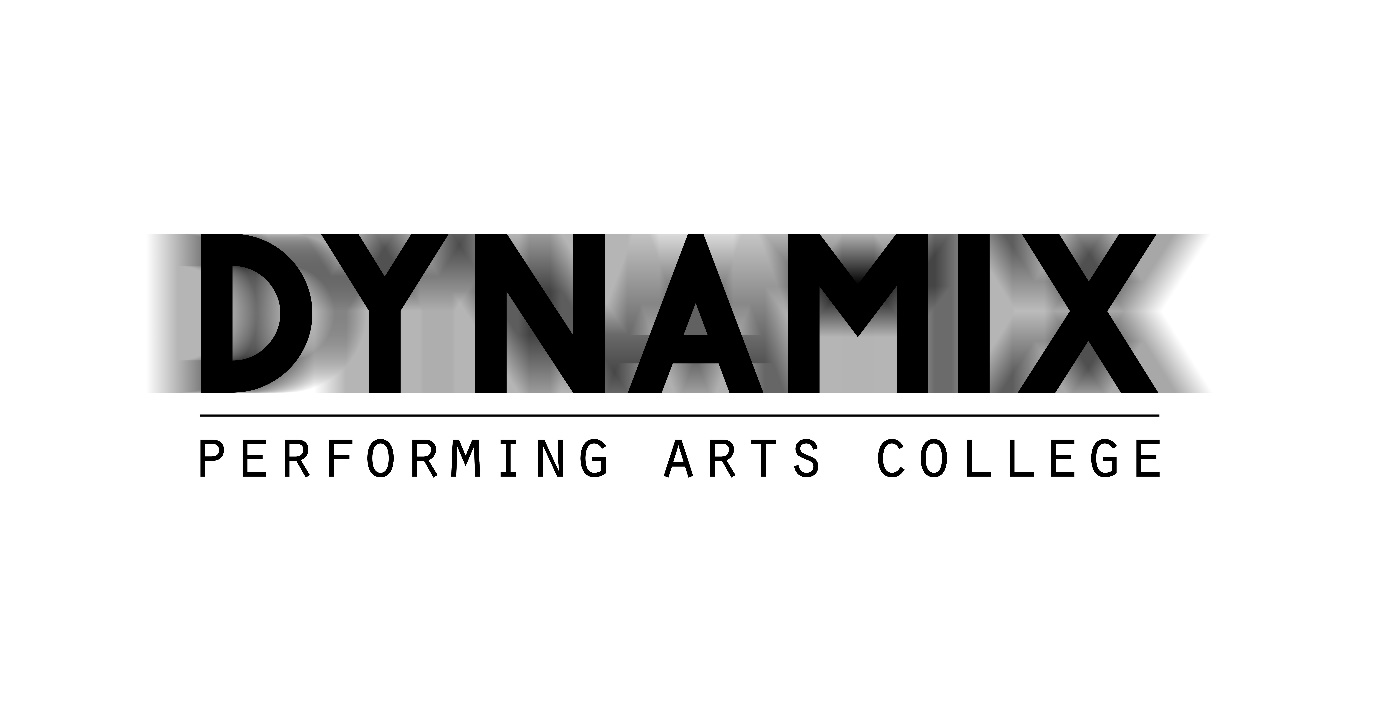 DYNAMIX
PERFORMING ARTS COLLEGE